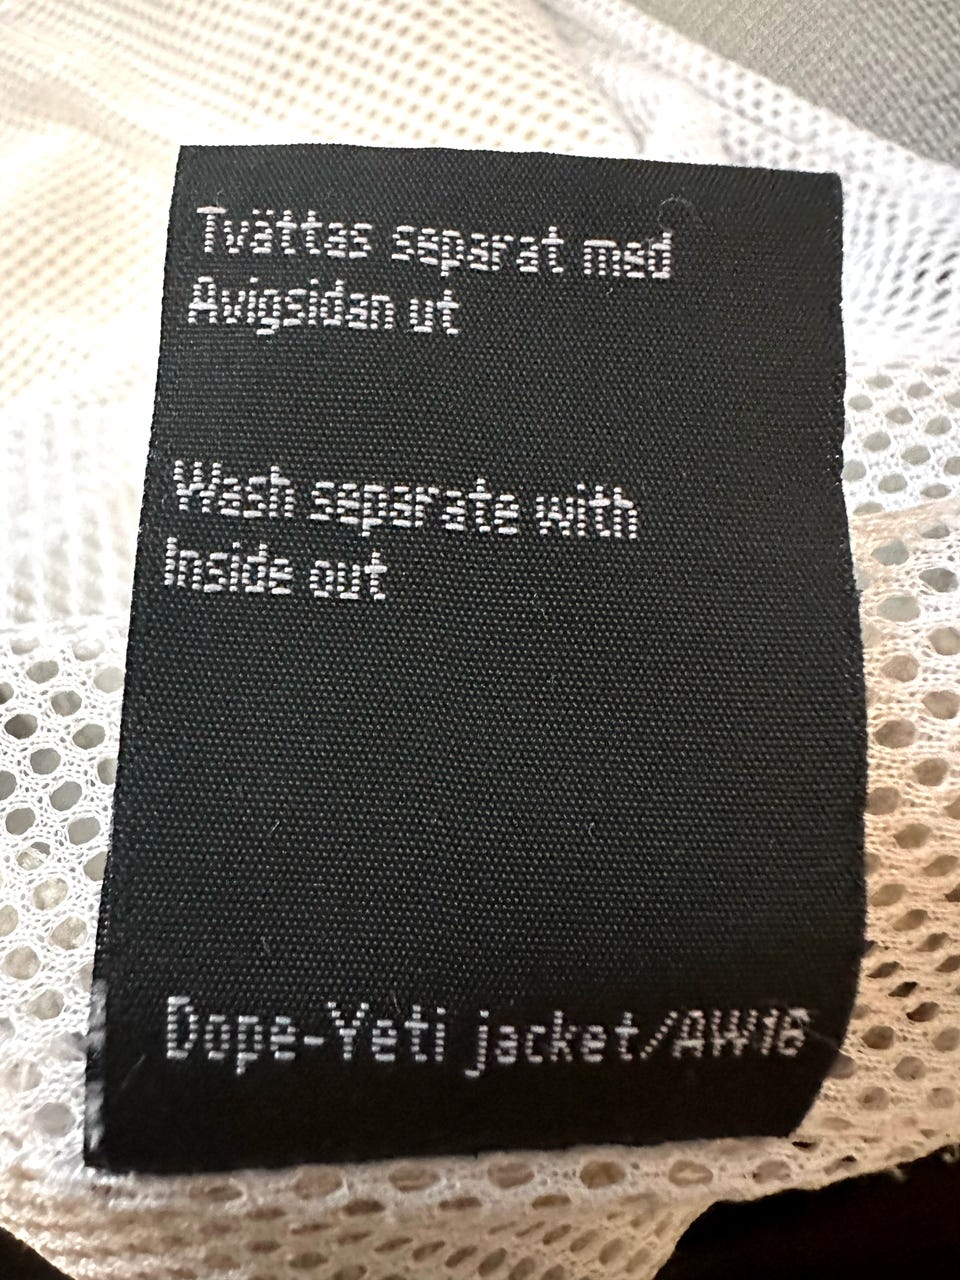 Tvättas separat med
Avigsidan ut
Wash separate with
Inside out
Dope-Yeti jacket/AW16